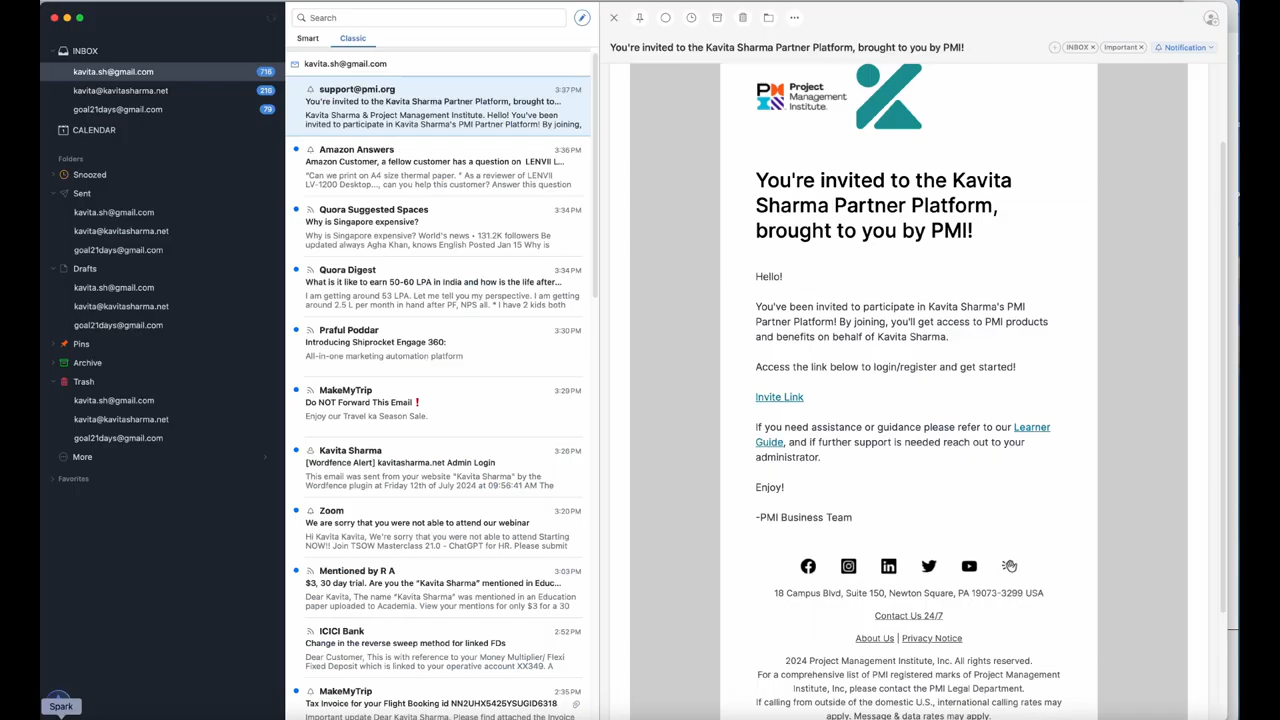 INBOX
kavita.sh@gmail.com 716
kavita@kavitasharma.net 216
goal21days@gmail.com 79
CALENDAR
Folders
Snoozed
Sent
kavita.sh@gmail.com
kavita@kavitasharma.net
goal21days@gmail.com
Drafts
kavita.sh@gmail.com
kavita@kavitasharma.net
goal21days@gmail.com
Pins
Archive
Trash
kavita.sh@gmail.com
kavita@kavitasharma.net
goal21days@gmail.com
More
Favorites
Spark
Search
Smart Classic
kavita.sh@gmail.com
support@pmi.org 3:37 PM
You're invited to the Kavita Sharma Partner Platform, brought to...
Kavita Sharma & Project Management Institute. Hello! You've been
invited to participate in Kavita Sharma's PMI Partner Platform! By joining,
Amazon Answers 3:36 PM
Amazon Customer, a fellow customer has a question on LENVII L...
"Can we print on A4 size thermal paper. " As a reviewer of LENVII
LV-1200 Desktop..., can you help this customer? Answer this question
Quora Suggested Spaces 3:34 PM
Why is Singapore expensive?
Why is Singapore expensive? World's news • 131.2K followers Be
updated always Agha Khan, knows English Posted Jan 15 Why is
Quora Digest 3:34 PM
What is it like to earn 50-60 LPA in India and how is the life after...
I am getting around 53 LPA. Let me tell you my perspective. I am getting
around 2.5 L per month in hand after PF, NPS all. * I have 2 kids both
Praful Poddar 3:30 PM
Introducing Shiprocket Engage 360:
All-in-one marketing automation platform
MakeMyTrip 3:29 PM
Do NOT Forward This Email❗
Enjoy our Travel ka Season Sale.
Kavita Sharma 3:26 PM
[Wordfence Alert] kavitasharma.net Admin Login
This email was sent from your website "Kavita Sharma" by the
Wordfence plugin at Friday 12th of July 2024 at 09:56:41 AM The
Zoom 3:20 PM
We are sorry that you were not able to attend our webinar
Hi Kavita Kavita, We're sorry that you were not able to attend Starting
NOW!! Join TSOW Masterclass 21.0 - ChatGPT for HR. Please submit
Mentioned by R A 3:03 PM
$3, 30 day trial. Are you the “Kavita Sharma” mentioned in Educ...
Dear Kavita, The name “Kavita Sharma” was mentioned in an Education
paper uploaded to Academia. View your mentions for only $3 for a 30
ICICI Bank 2:52 PM
Change in the reverse sweep method for linked FDs
Dear Customer, This is with reference to your Money Multiplier/ Flexi
Fixed Deposit which is linked to your operative account XX349. A
MakeMyTrip 2:35 PM
Tax Invoice for your Flight Booking id NN2UHX5425YSUGID6318
Important update Dear Kavita Sharma, Please find attached the Invoice
You're invited to the Kavita Sharma Partner Platform, brought to you by PMI!
INBOX Important Notification
Project
Management
Institute.
You're invited to the Kavita
Sharma Partner Platform,
brought to you by PMI!
Hello!
You've been invited to participate in Kavita Sharma's PMI
Partner Platform! By joining, you'll get access to PMI products
and benefits on behalf of Kavita Sharma.
Access the link below to login/register and get started!
Invite Link
If you need assistance or guidance please refer to our Learner
Guide, and if further support is needed reach out to your
administrator.
Enjoy!
-PMI Business Team
18 Campus Blvd, Suite 150, Newton Square, PA 19073-3299 USA
Contact Us 24/7
About Us | Privacy Notice
2024 Project Management Institute, Inc. All rights reserved.
For a comprehensive list of PMI registered marks of Project Management
Institute, Inc, please contact the PMI Legal Department.
If calling from outside of the domestic U.S., international calling rates may
apply. Message & data rates may apply.